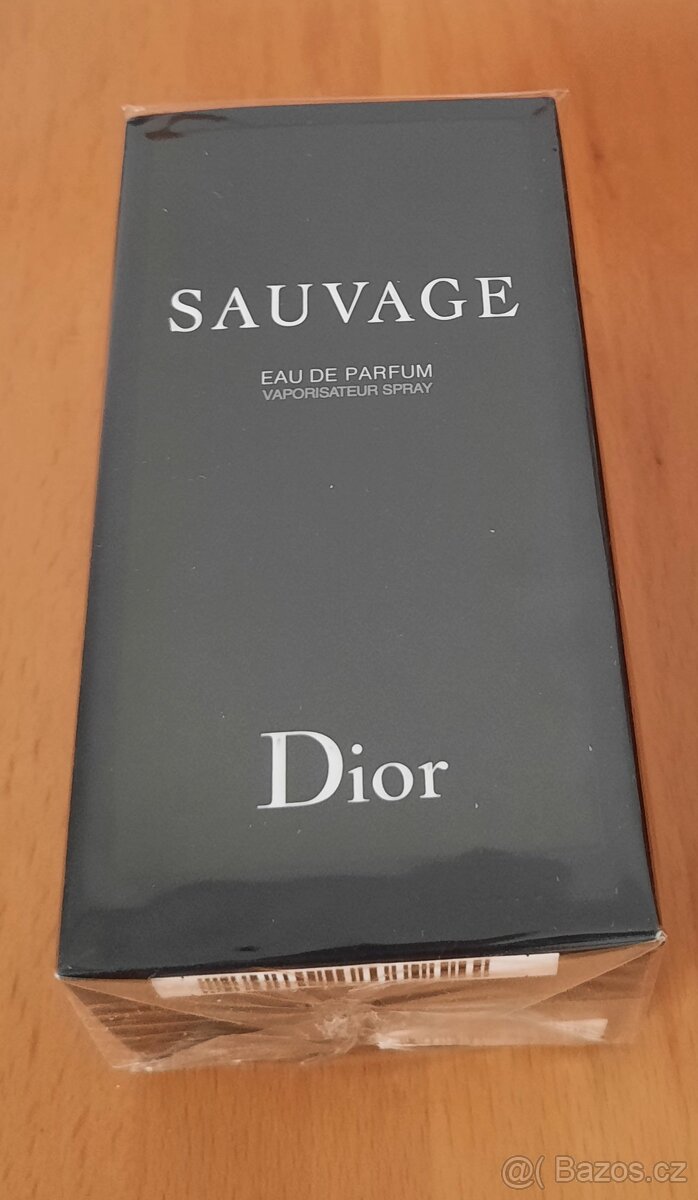 SAUVAGE
EAU DE PARFUM
VAPORISATEUR SPRAY
Dior
@( Bazos.cz